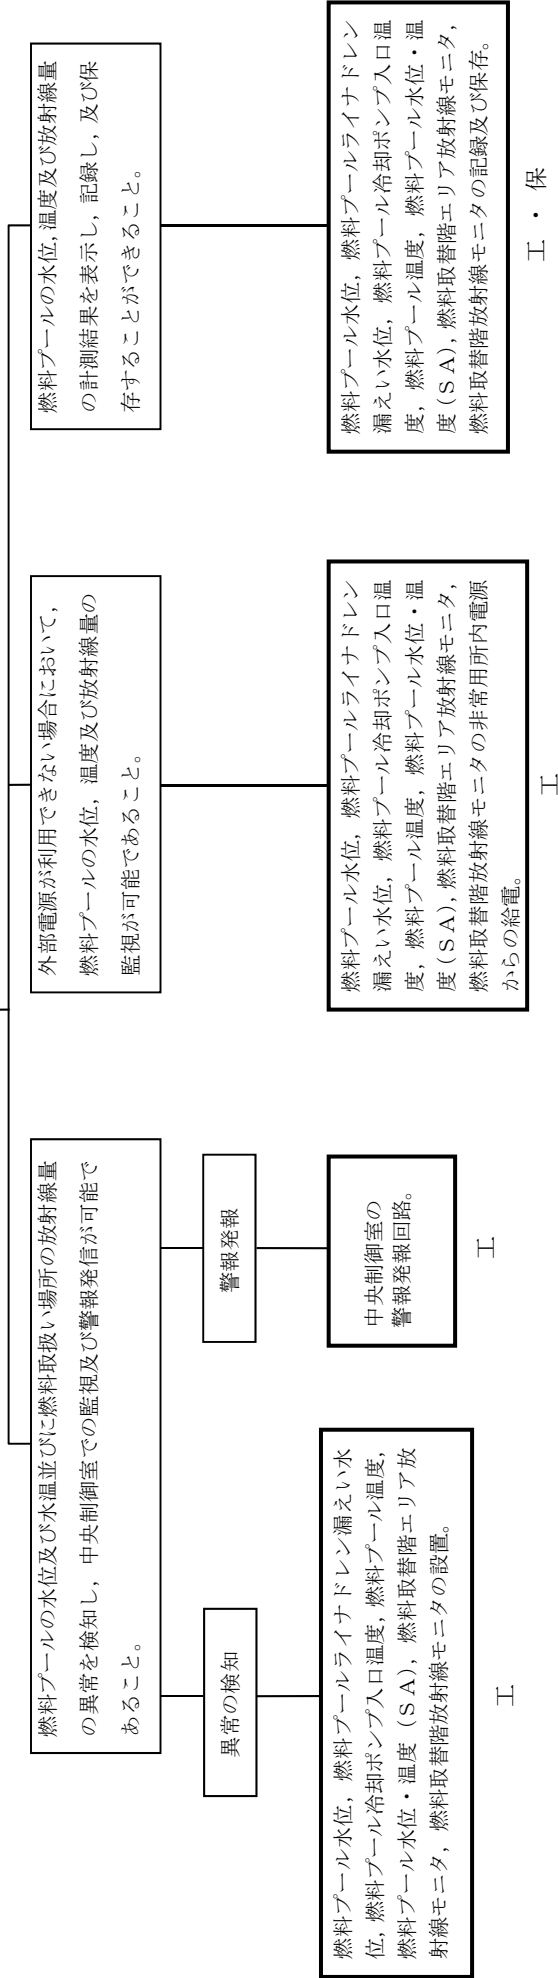 燃料プールの水位及び水温並びに燃料取扱い場所の放射線量
の異常を検知し，中央制御室での監視及び警報発信が可能で
あること。
異常の検知
燃料プール水位，燃料プールライナドレン漏えい水
位，燃料プール冷却ポンプ入口温度，燃料プール温度，
燃料プール水位・温度（ＳＡ），燃料取替階エリア放
射線モニタ，燃料取替階放射線モニタの設置。
工
警報発報
中央制御室の
警報発報回路。
工
外部電源が利用できない場合において，
燃料プールの水位，温度及び放射線量の
監視が可能であること。
燃料プール水位，燃料プールライナドレン
漏えい水位，燃料プール冷却ポンプ入口温
度，燃料プール温度，燃料プール水位・温
度（ＳＡ），燃料取替階エリア放射線モニタ，
燃料取替階放射線モニタの非常用所内電源
からの給電。
工
燃料プールの水位，温度及び放射線量
の計測結果を表示し，記録し，及び保
存することができること。
燃料プール水位，燃料プールライナドレン
漏えい水位，燃料プール冷却ポンプ入口温
度，燃料プール温度，燃料プール水位・温
度（ＳＡ），燃料取替階エリア放射線モニタ，
燃料取替階放射線モニタの記録及び保存。
工・保